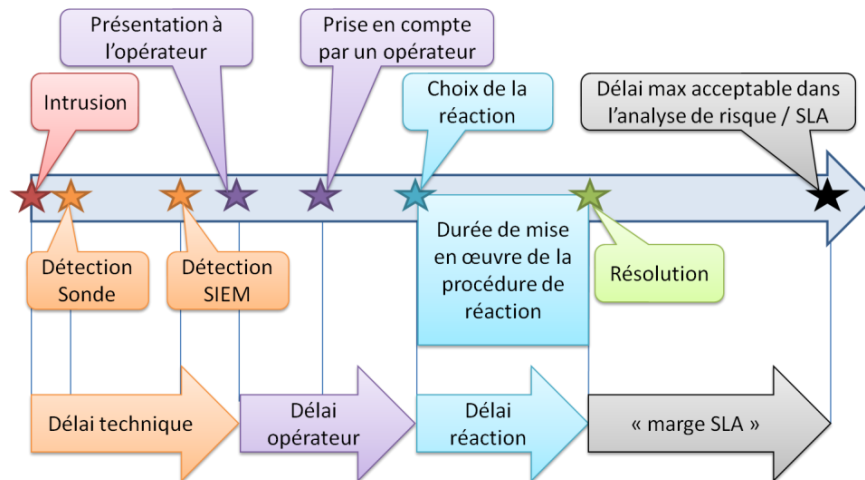 Présentation à
l’opérateur
Prise en compte
par un opérateur
Intrusion
Choix de la
réaction
Délai max acceptable dans
l’analyse de risque / SLA
Détection
Sonde
Détection
SIEM
Durée de mise
en œuvre de la
procédure de
réaction
Résolution
Délai technique
Délai
opérateur
Délai
réaction
« marge SLA »